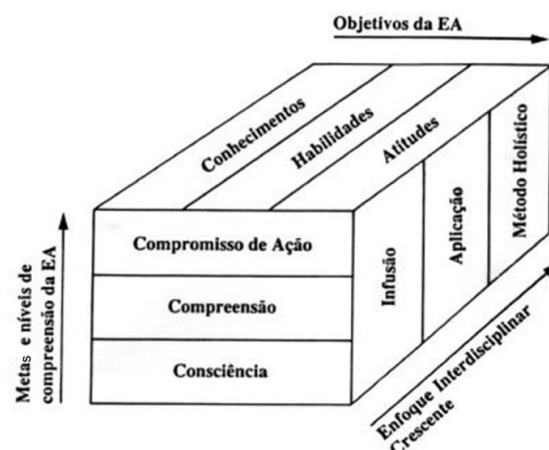 Objetivos da EA
Conhecimentos
Habilidades
Atitudes
Metas e níveis de
compreensão da EA
Compromisso de Ação
Compreensão
Consciência
Infusão
Aplicação
Método Holístico
Enfoque Interdisciplinar
Crescente